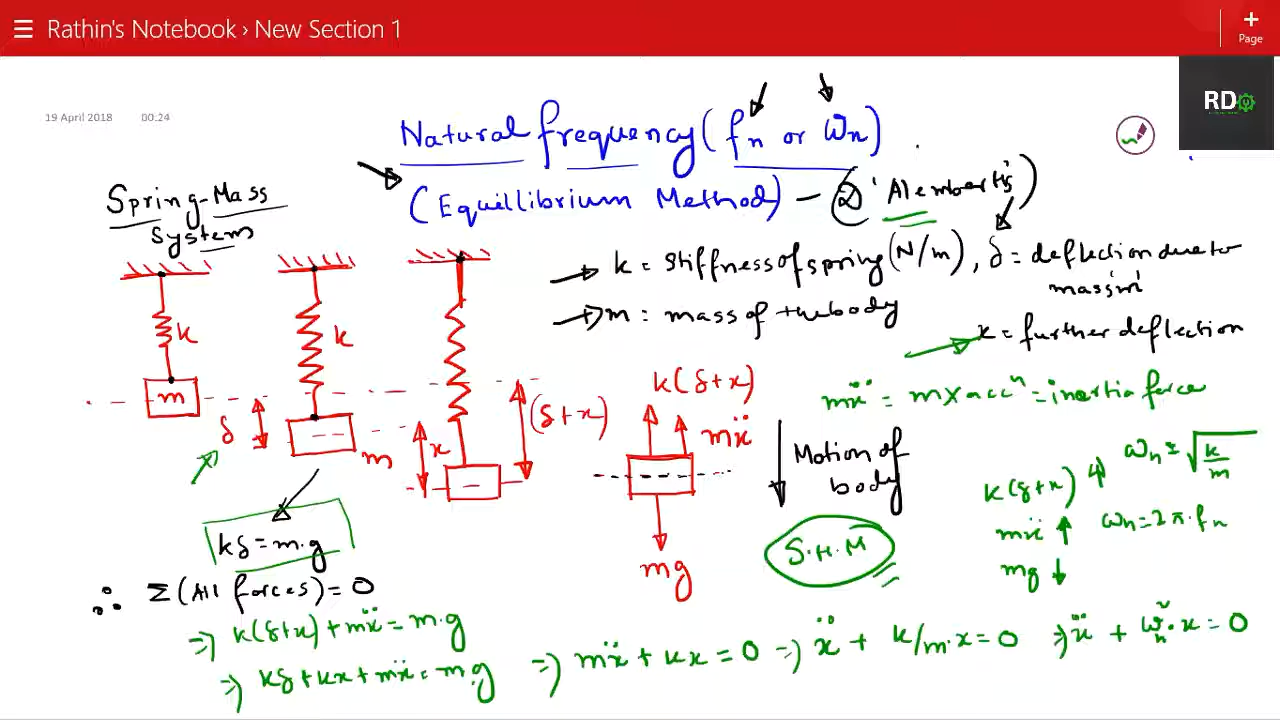 Rathin's Notebook › New Section 1
+
Page
RD
19 April 2018 00:24
Natural frequency (fn or ωn)
(Equillibrium Method) - (D' Alembert's)
Spring-Mass
System
k = stiffness of spring (N/m), δ = deflection due to
mass 'm'
m = mass of the body
x = further deflection
k
k
m
δ
m
x
(δ+x)
k(δ+x)
mẍ
mg
mẍ = m × accⁿ = inertia force
Motion of
body
S.H.M
k(δ+x) ↑
mẍ ↑
mg ↓
ωn = √(k/m)
ωn = 2π·fn
kδ = m·g
∴ Σ(All forces) = 0
⇒ k(δ+x) + mẍ = m·g
⇒ kδ + kx + mẍ = mg
⇒ mẍ + kx = 0 ⇒ ẍ + k/m·x = 0 ⇒ ẍ + ωn²·x = 0